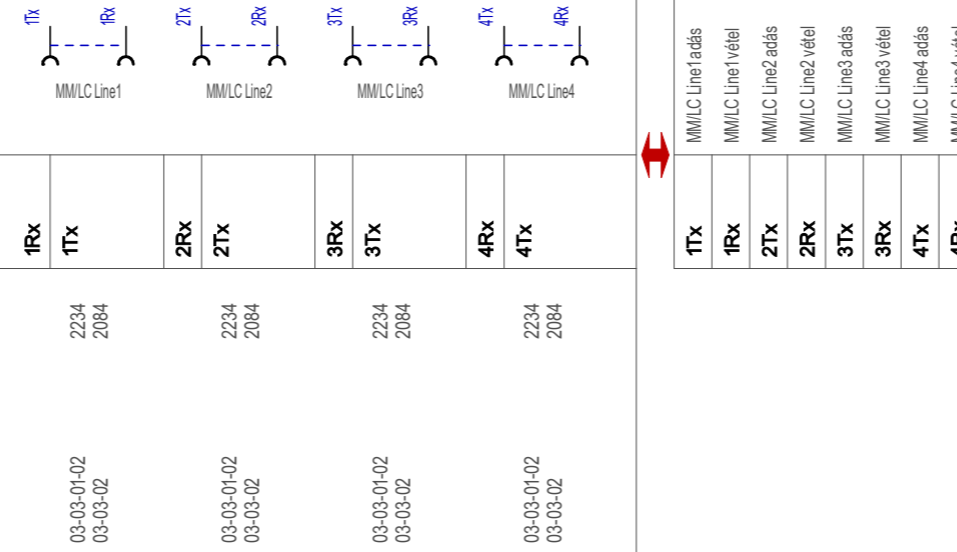 1Tx
1Rx
2Tx
2Rx
3Tx
3Rx
4Tx
4Rx
MM/LC Line1
MM/LC Line2
MM/LC Line3
MM/LC Line4
MM/LC Line1 adás
MM/LC Line1 vétel
MM/LC Line2 adás
MM/LC Line2 vétel
MM/LC Line3 adás
MM/LC Line3 vétel
MM/LC Line4 adás
MM/LC Line4 vétel
1Rx
1Tx
2Rx
2Tx
3Rx
3Tx
4Rx
4Tx
1Tx
1Rx
2Tx
2Rx
3Tx
3Rx
4Tx
4Rx
2234
2084
2234
2084
2234
2084
2234
2084
03-03-01-02
03-03-02
03-03-01-02
03-03-02
03-03-01-02
03-03-02
03-03-01-02
03-03-02